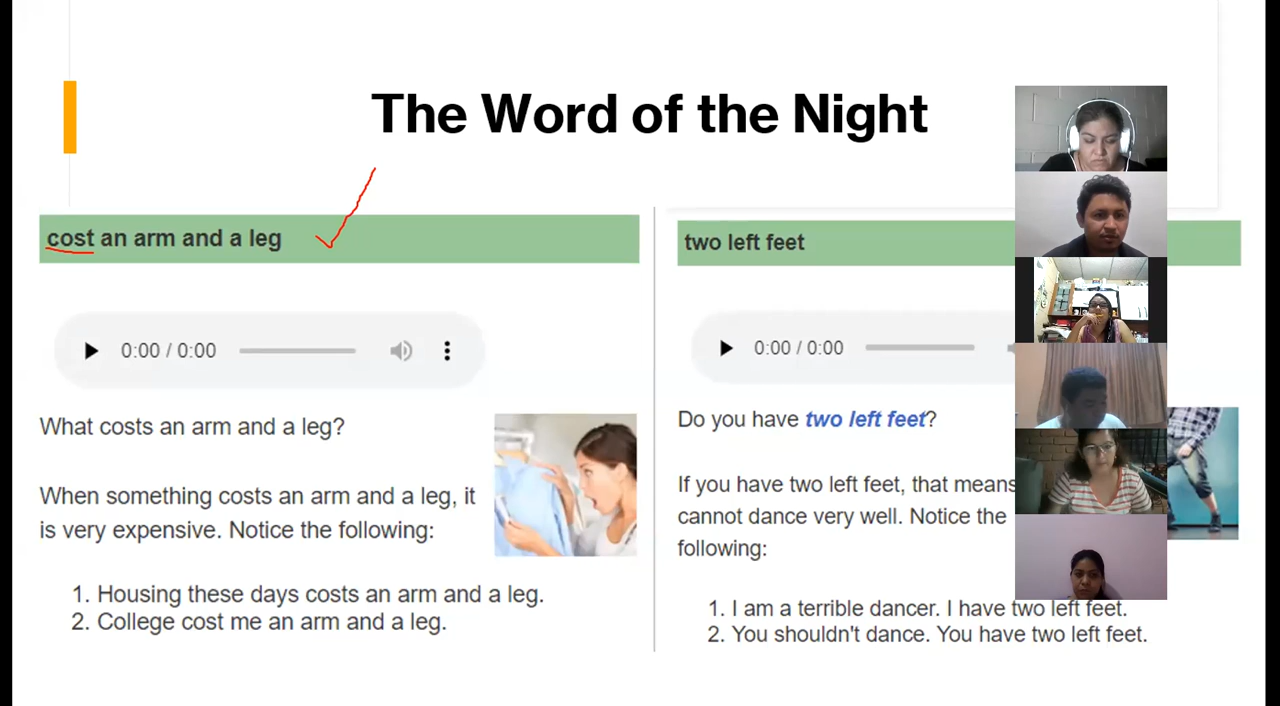 The Word of the Night
cost an arm and a leg
0:00 / 0:00
What costs an arm and a leg?
When something costs an arm and a leg, it
is very expensive. Notice the following:
1. Housing these days costs an arm and a leg.
2. College cost me an arm and a leg.
two left feet
0:00 / 0:00
Do you have two left feet?
If you have two left feet, that means
cannot dance very well. Notice the
following:
1. I am a terrible dancer. I have two left feet.
2. You shouldn't dance. You have two left feet.